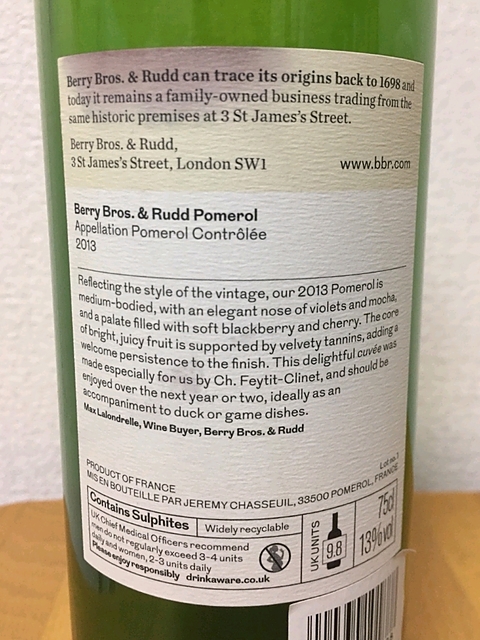 Berry Bros. & Rudd can trace its origins back to 1698 and
today it remains a family-owned business trading from the
same historic premises at 3 St James's Street.
Berry Bros. & Rudd,
3 St James's Street, London SW1
www.bbr.com
Berry Bros. & Rudd Pomerol
Appellation Pomerol Contrôlée
2013
Reflecting the style of the vintage, our 2013 Pomerol is
medium-bodied, with an elegant nose of violets and mocha,
and a palate filled with soft blackberry and cherry. The core
of bright, juicy fruit is supported by velvety tannins, adding a
welcome persistence to the finish. This delightful cuvée was
made especially for us by Ch. Feytit-Clinet, and should be
enjoyed over the next year or two, ideally as an
accompaniment to duck or game dishes.
Max Lalondrelle, Wine Buyer, Berry Bros. & Rudd
PRODUCT OF FRANCE
Lot no. 1
MIS EN BOUTEILLE PAR JEREMY CHASSEUIL, 33500 POMEROL, FRANCE
Contains Sulphites
Widely recyclable
UK Chief Medical Officers recommend
men do not regularly exceed 3-4 units
daily and women, 2-3 units daily
Please enjoy responsibly drinkaware.co.uk
UK UNITS
9.8
75cl
13%vol